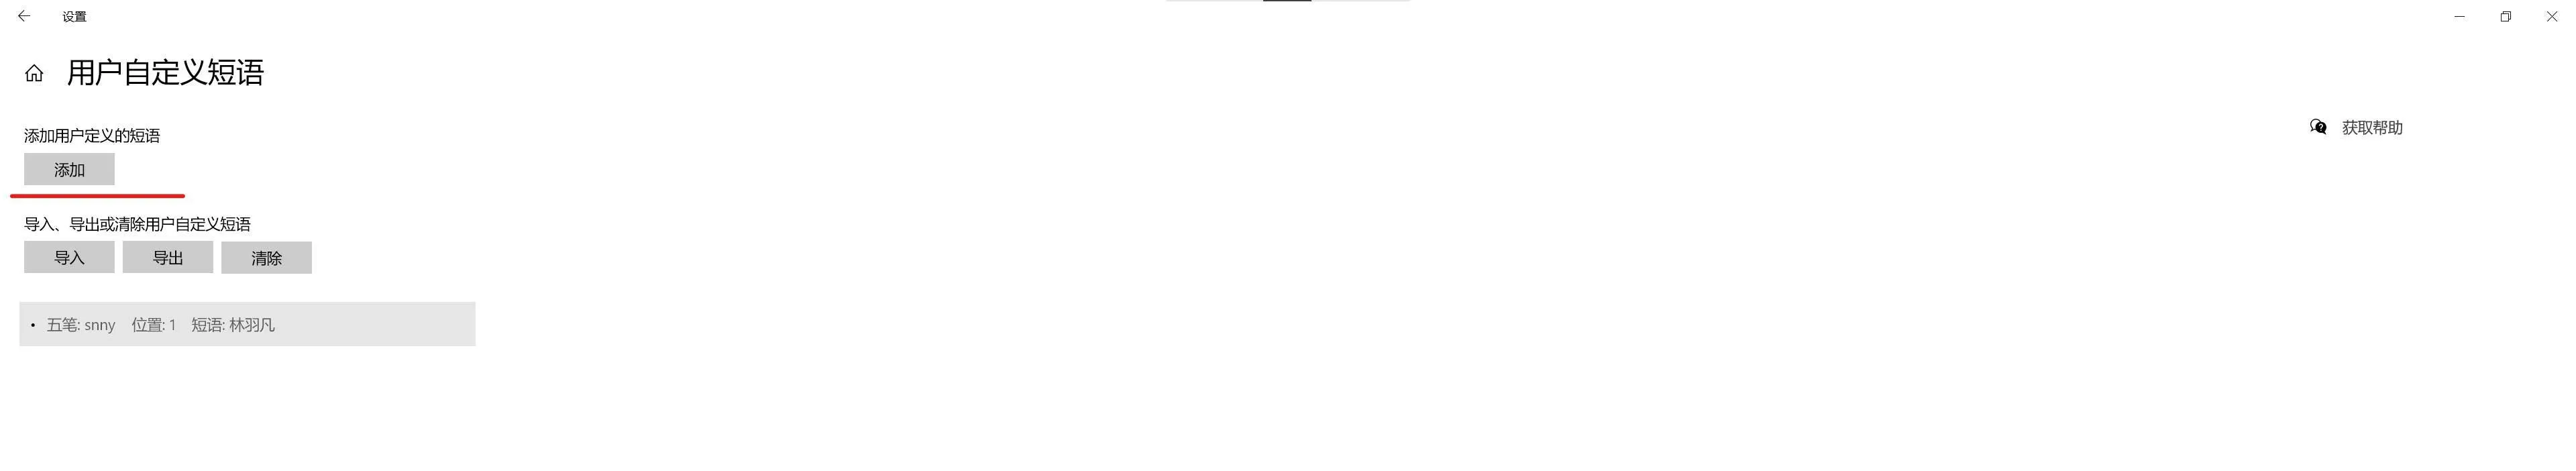 设置
用户自定义短语
添加用户定义的短语
获取帮助
添加
导入、导出或清除用户自定义短语
导入 导出 清除
• 五笔: snny 位置: 1 短语: 林羽凡